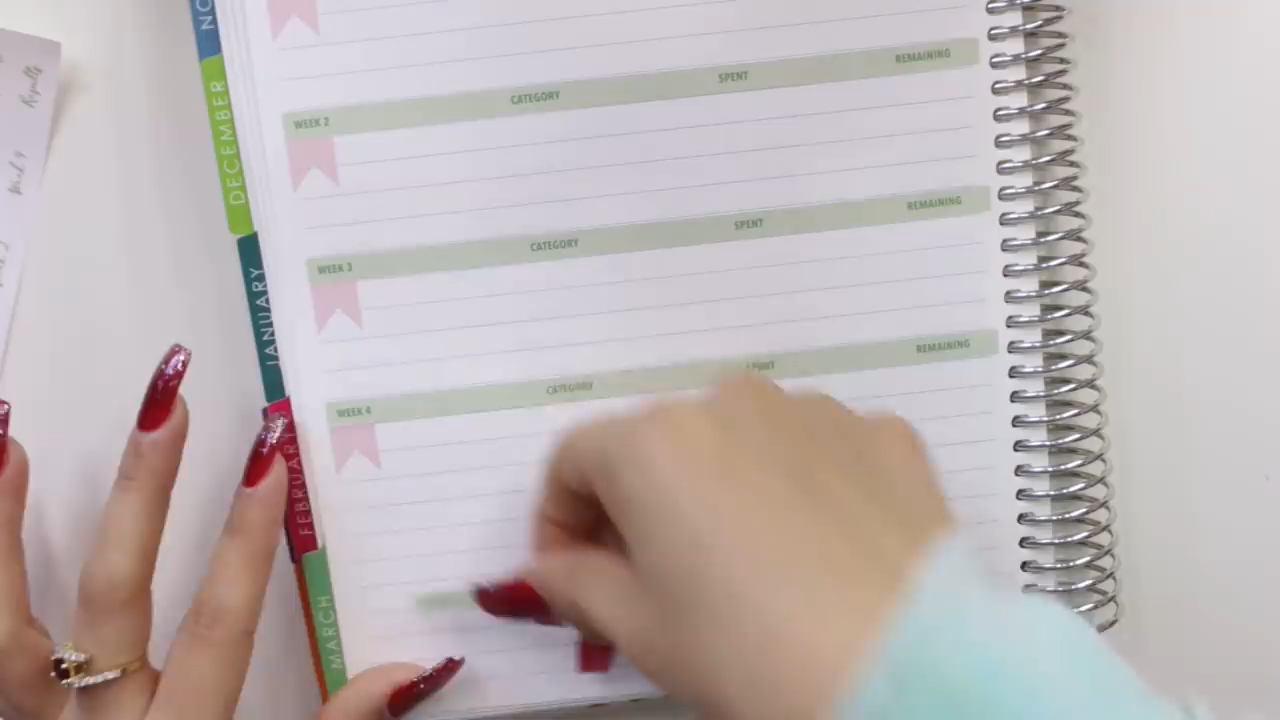 NO
DECEMBER
JANUARY
FEBRUARY
MARCH
CATEGORY SPENT REMAINING
WEEK 2
CATEGORY SPENT REMAINING
WEEK 3
CATEGORY REMAINING
WEEK 4